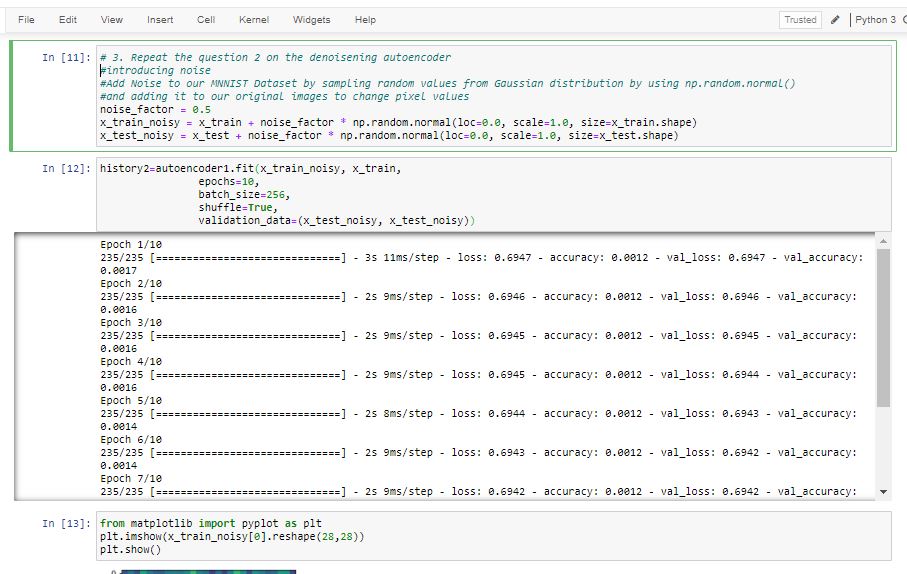 File Edit View Insert Cell Kernel Widgets Help Trusted Python 3
In [11]: # 3. Repeat the question 2 on the denoisening autoencoder
#introducing noise
#Add Noise to our MNNIST Dataset by sampling random values from Gaussian distribution by using np.random.normal()
#and adding it to our original images to change pixel values
noise_factor = 0.5
x_train_noisy = x_train + noise_factor * np.random.normal(loc=0.0, scale=1.0, size=x_train.shape)
x_test_noisy = x_test + noise_factor * np.random.normal(loc=0.0, scale=1.0, size=x_test.shape)
In [12]: history2=autoencoder1.fit(x_train_noisy, x_train,
epochs=10,
batch_size=256,
shuffle=True,
validation_data=(x_test_noisy, x_test_noisy))
Epoch 1/10
235/235 [==============================] - 3s 11ms/step - loss: 0.6947 - accuracy: 0.0012 - val_loss: 0.6947 - val_accuracy:
0.0017
Epoch 2/10
235/235 [==============================] - 2s 9ms/step - loss: 0.6946 - accuracy: 0.0012 - val_loss: 0.6946 - val_accuracy:
0.0016
Epoch 3/10
235/235 [==============================] - 2s 9ms/step - loss: 0.6945 - accuracy: 0.0012 - val_loss: 0.6945 - val_accuracy:
0.0016
Epoch 4/10
235/235 [==============================] - 2s 9ms/step - loss: 0.6945 - accuracy: 0.0012 - val_loss: 0.6944 - val_accuracy:
0.0016
Epoch 5/10
235/235 [==============================] - 2s 8ms/step - loss: 0.6944 - accuracy: 0.0012 - val_loss: 0.6943 - val_accuracy:
0.0014
Epoch 6/10
235/235 [==============================] - 2s 9ms/step - loss: 0.6943 - accuracy: 0.0012 - val_loss: 0.6942 - val_accuracy:
0.0014
Epoch 7/10
235/235 [==============================] - 2s 9ms/step - loss: 0.6942 - accuracy: 0.0012 - val_loss: 0.6942 - val_accuracy:
In [13]: from matplotlib import pyplot as plt
plt.imshow(x_train_noisy[0].reshape(28,28))
plt.show()